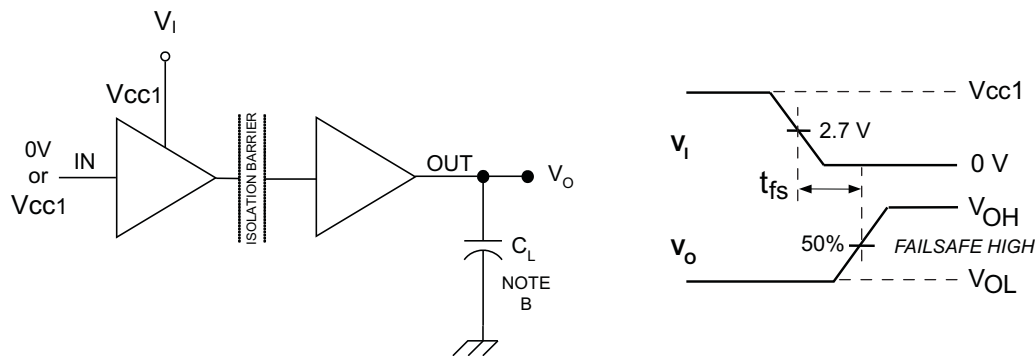 VI
Vcc1
0V
or
Vcc1
IN
ISOLATION BARRIER
OUT
VO
CL
NOTE
B
Vcc1
VI
2.7 V
0 V
tfs
VOH
50%
FAILSAFE HIGH
VO
VOL